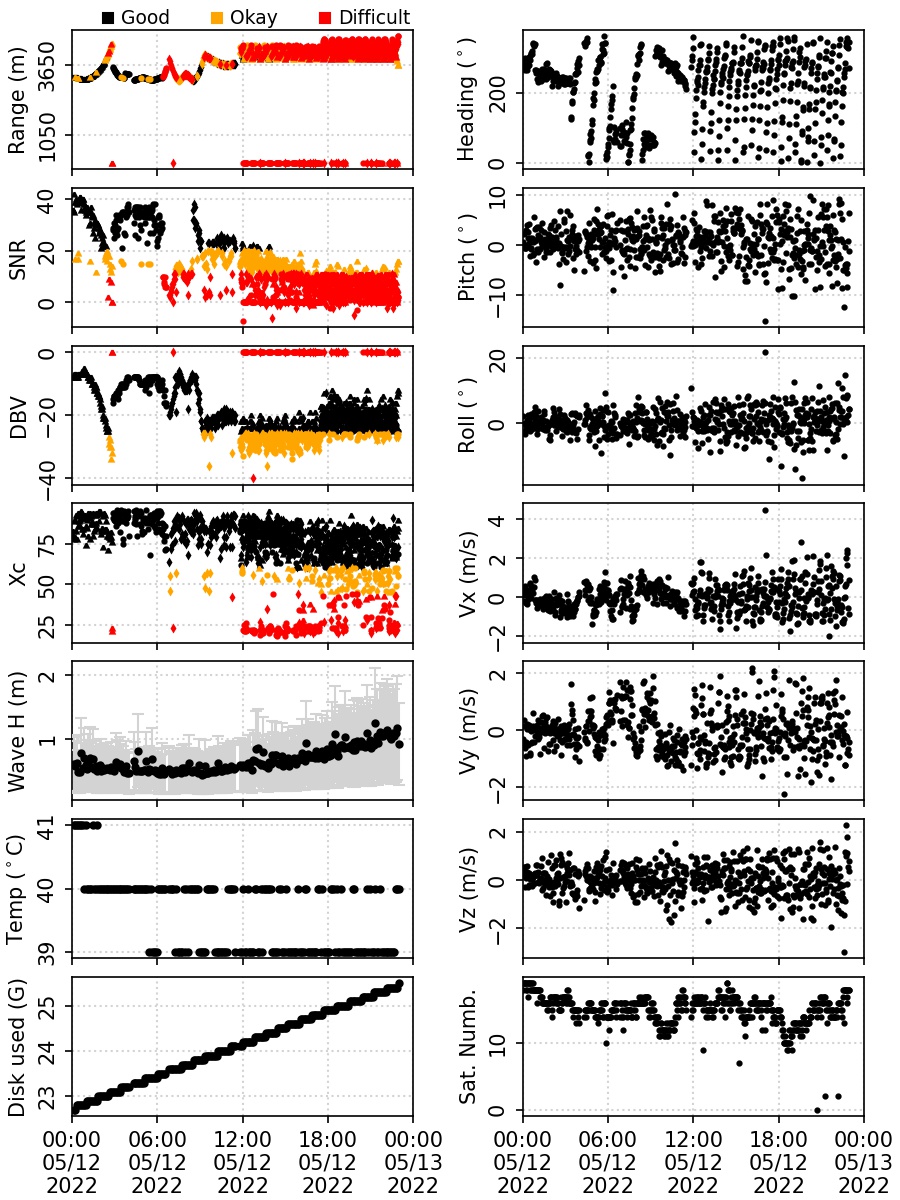 Good Okay Difficult
Range (m)
3650
1050
Heading (°)
200
0
SNR
40
20
0
Pitch (°)
10
0
−10
DBV
0
−20
−40
Roll (°)
20
0
Xc
75
50
25
Vx (m/s)
4
2
0
−2
Wave H (m)
2
1
Vy (m/s)
2
0
−2
Temp (°C)
41
40
39
Vz (m/s)
2
0
−2
Disk used (G)
25
24
23
Sat. Numb.
10
0
00:00 06:00 12:00 18:00 00:00
05/12 05/12 05/12 05/12 05/13
2022 2022 2022 2022 2022
00:00 06:00 12:00 18:00 00:00
05/12 05/12 05/12 05/12 05/13
2022 2022 2022 2022 2022